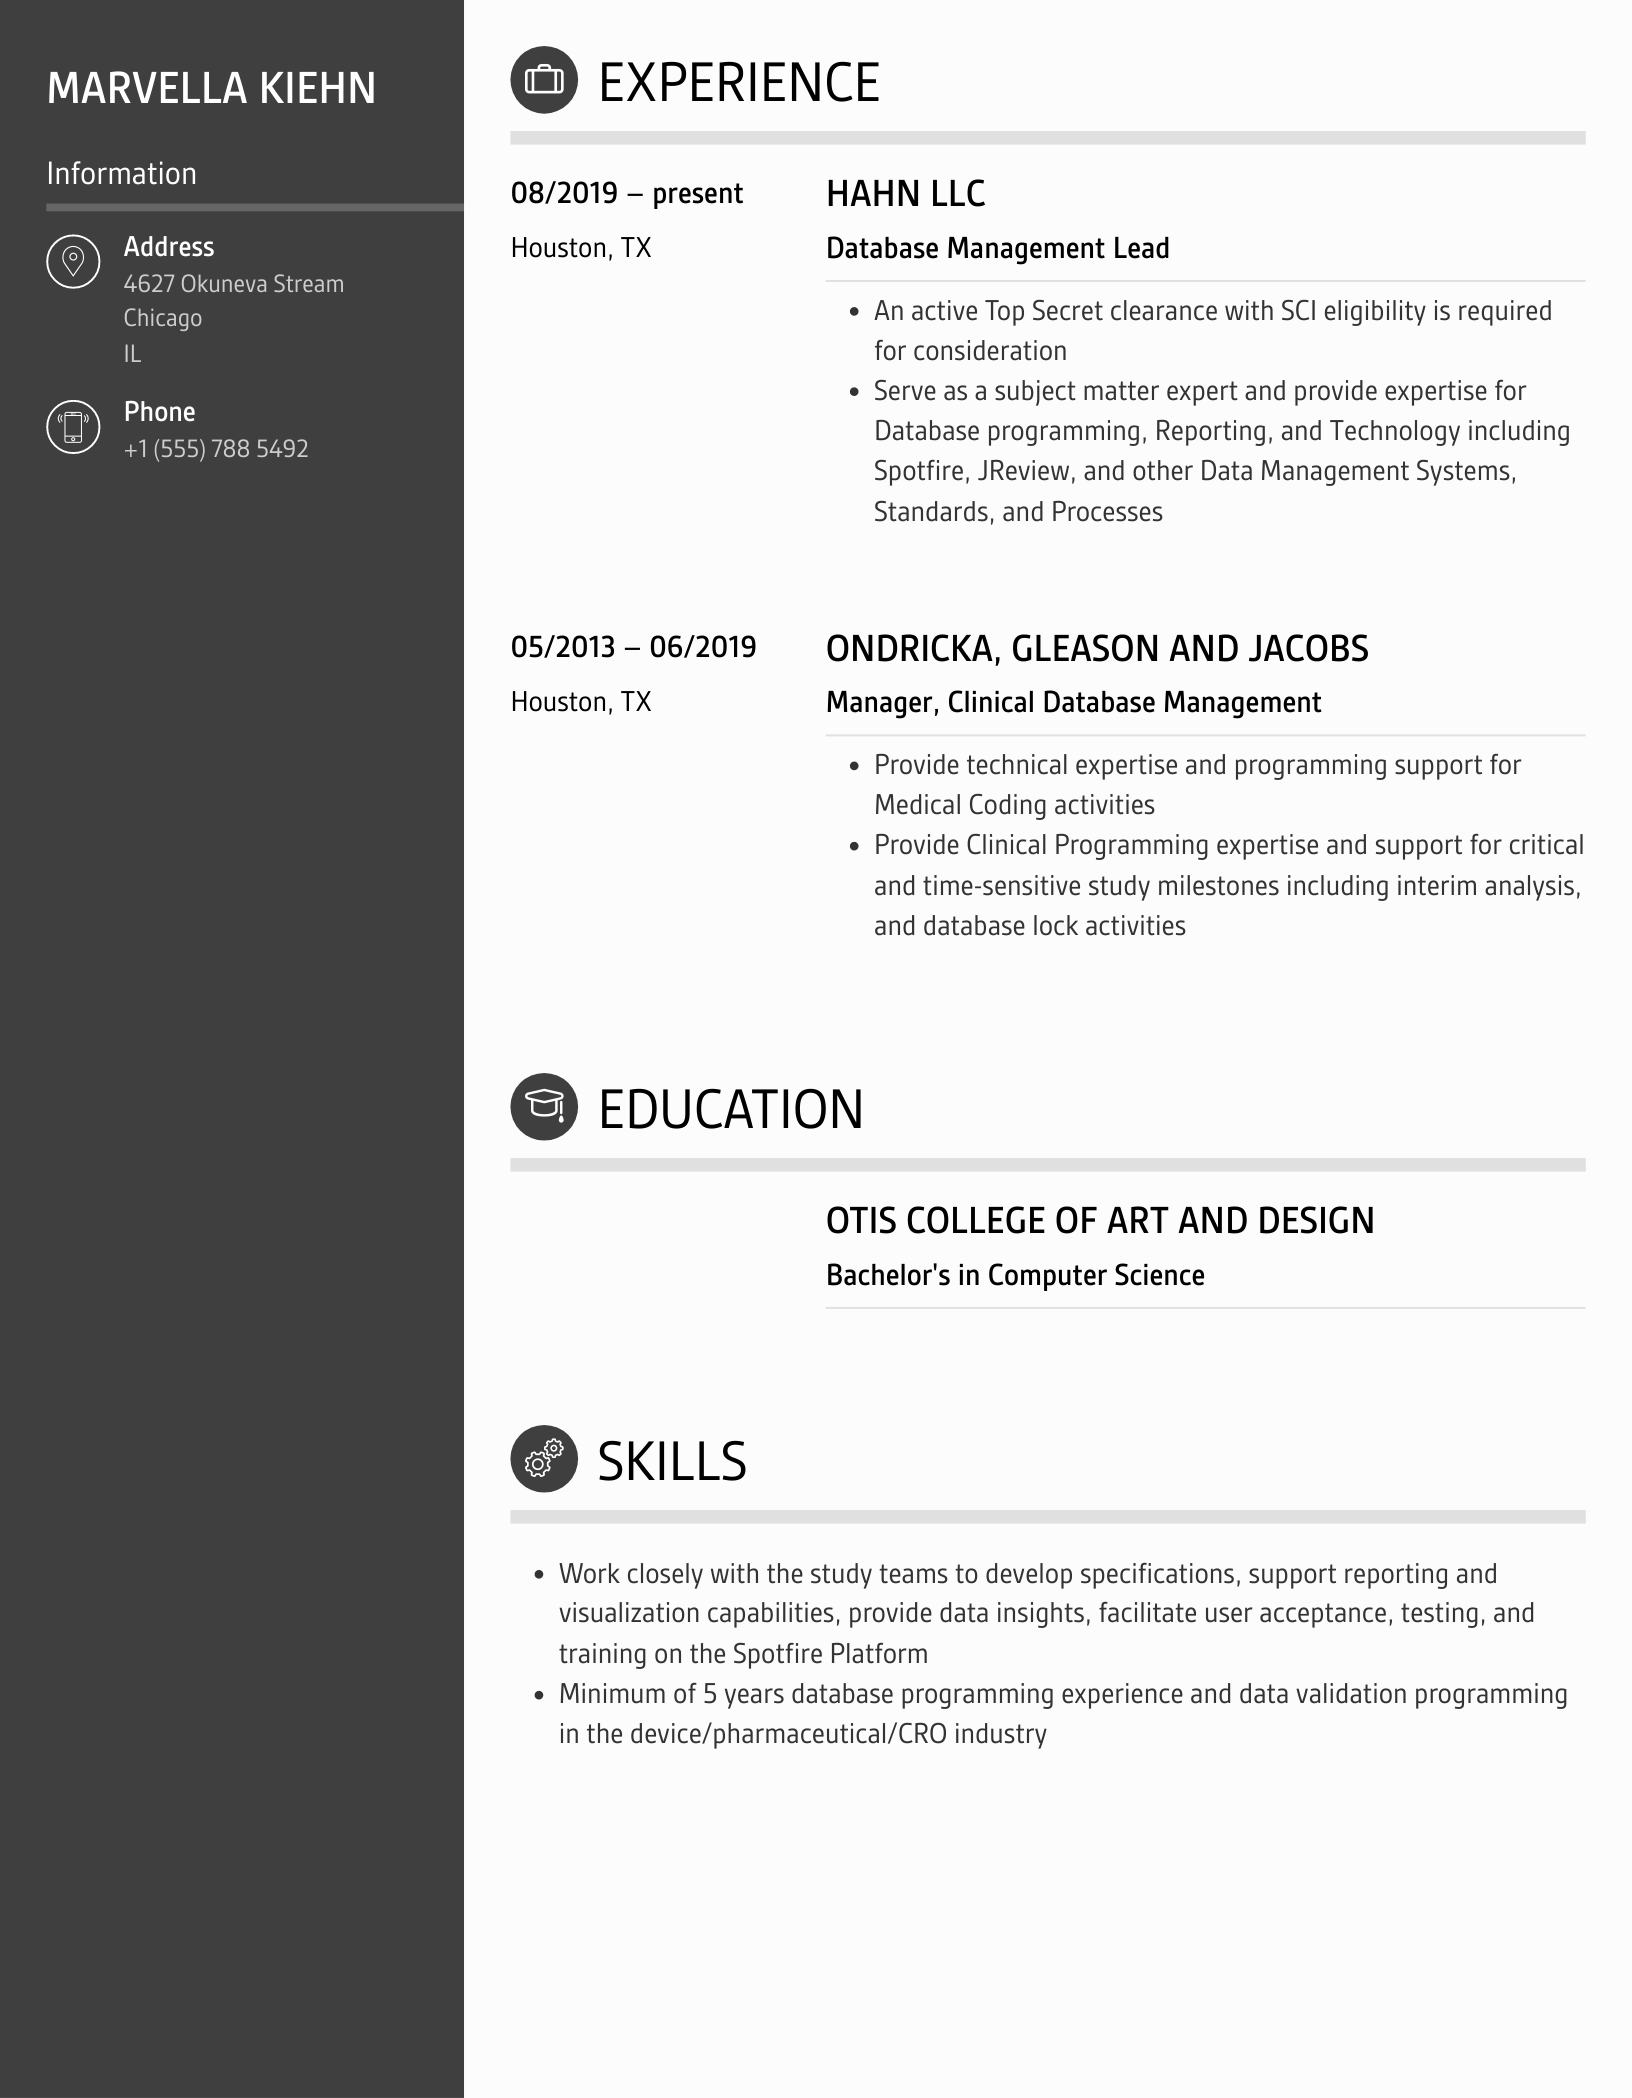 MARVELLA KIEHN
Information
Address
4627 Okuneva Stream
Chicago
IL
Phone
+1 (555) 788 5492
EXPERIENCE
08/2019 – present
Houston, TX
HAHN LLC
Database Management Lead
• An active Top Secret clearance with SCI eligibility is required
for consideration
• Serve as a subject matter expert and provide expertise for
Database programming, Reporting, and Technology including
Spotfire, JReview, and other Data Management Systems,
Standards, and Processes
05/2013 – 06/2019
Houston, TX
ONDRICKA, GLEASON AND JACOBS
Manager, Clinical Database Management
• Provide technical expertise and programming support for
Medical Coding activities
• Provide Clinical Programming expertise and support for critical
and time-sensitive study milestones including interim analysis,
and database lock activities
EDUCATION
OTIS COLLEGE OF ART AND DESIGN
Bachelor's in Computer Science
SKILLS
• Work closely with the study teams to develop specifications, support reporting and
visualization capabilities, provide data insights, facilitate user acceptance, testing, and
training on the Spotfire Platform
• Minimum of 5 years database programming experience and data validation programming
in the device/pharmaceutical/CRO industry